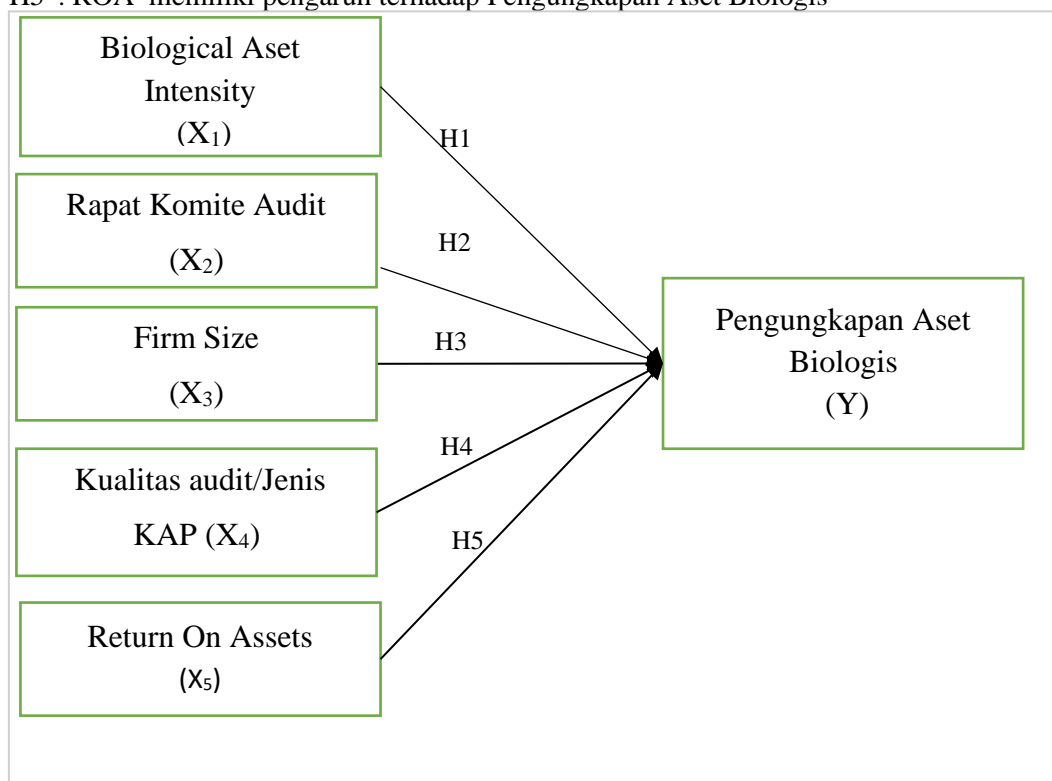 H5 : ROA memiliki pengaruh terhadap Pengungkapan Aset Biologis
Biological Aset
Intensity
(X₁)
H1
Rapat Komite Audit
(X₂)
H2
Firm Size
(X₃)
H3
Pengungkapan Aset
Biologis
(Y)
Kualitas audit/Jenis
KAP (X₄)
H4
Return On Assets
(X₅)
H5